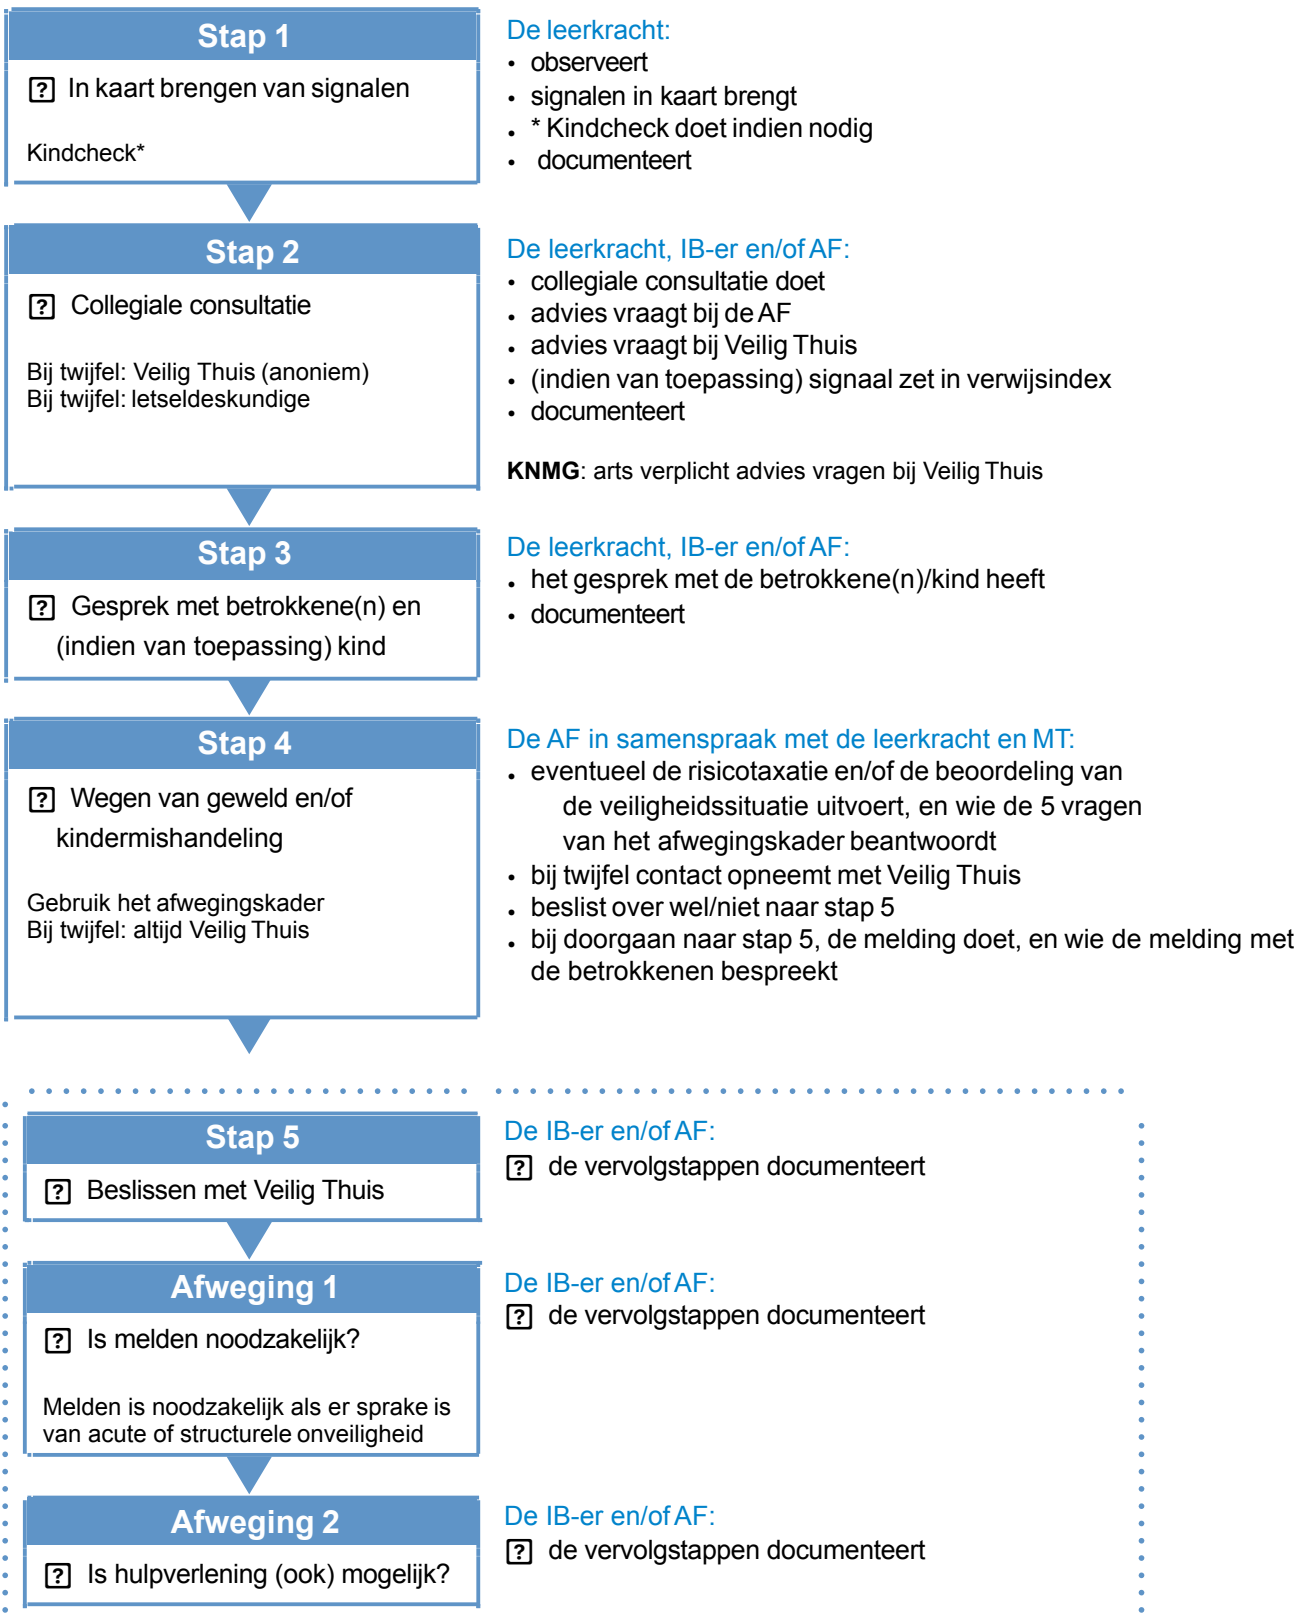 Stap 1
⍰ In kaart brengen van signalen
Kindcheck*
De leerkracht:
• observeert
• signalen in kaart brengt
• * Kindcheck doet indien nodig
• documenteert
Stap 2
⍰ Collegiale consultatie
Bij twijfel: Veilig Thuis (anoniem)
Bij twijfel: letseldeskundige
De leerkracht, IB-er en/of AF:
• collegiale consultatie doet
• advies vraagt bij de AF
• advies vraagt bij Veilig Thuis
• (indien van toepassing) signaal zet in verwijsindex
• documenteert
KNMG: arts verplicht advies vragen bij Veilig Thuis
Stap 3
⍰ Gesprek met betrokkene(n) en
(indien van toepassing) kind
De leerkracht, IB-er en/of AF:
• het gesprek met de betrokkene(n)/kind heeft
• documenteert
Stap 4
⍰ Wegen van geweld en/of
kindermishandeling
Gebruik het afwegingskader
Bij twijfel: altijd Veilig Thuis
De AF in samenspraak met de leerkracht en MT:
• eventueel de risicotaxatie en/of de beoordeling van
de veiligheidssituatie uitvoert, en wie de 5 vragen
van het afwegingskader beantwoordt
• bij twijfel contact opneemt met Veilig Thuis
• beslist over wel/niet naar stap 5
• bij doorgaan naar stap 5, de melding doet, en wie de melding met
de betrokkenen bespreekt
Stap 5
⍰ Beslissen met Veilig Thuis
De IB-er en/of AF:
⍰ de vervolgstappen documenteert
Afweging 1
⍰ Is melden noodzakelijk?
Melden is noodzakelijk als er sprake is
van acute of structurele onveiligheid
De IB-er en/of AF:
⍰ de vervolgstappen documenteert
Afweging 2
⍰ Is hulpverlening (ook) mogelijk?
De IB-er en/of AF:
⍰ de vervolgstappen documenteert